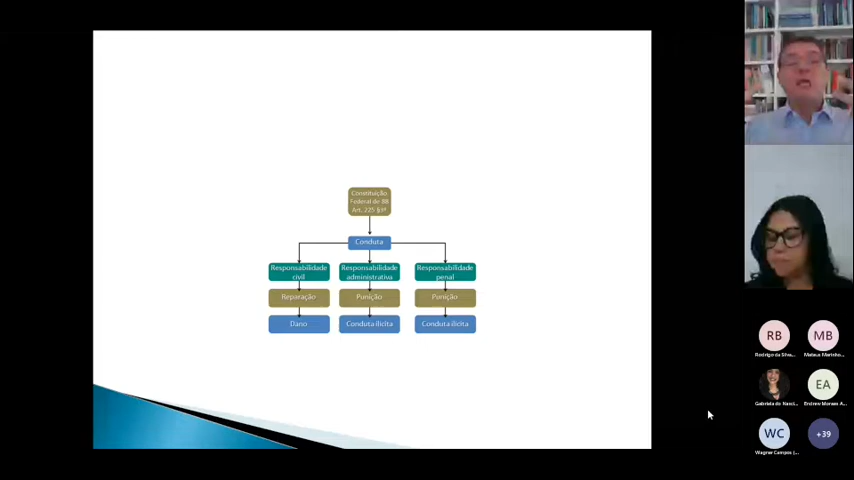 Constituição
Federal de 88
Art. 225 §3º
Conduta
Responsabilidade
civil
Responsabilidade
administrativa
Responsabilidade
penal
Reparação
Punição
Punição
Dano
Conduta ilícita
Conduta ilícita
RB
MB
Rodrigo da Silva...
Mateus Marinho...
EA
Gabriela do Nasci...
Endrew Moraes A...
WC
+39
Wagner Campos (...